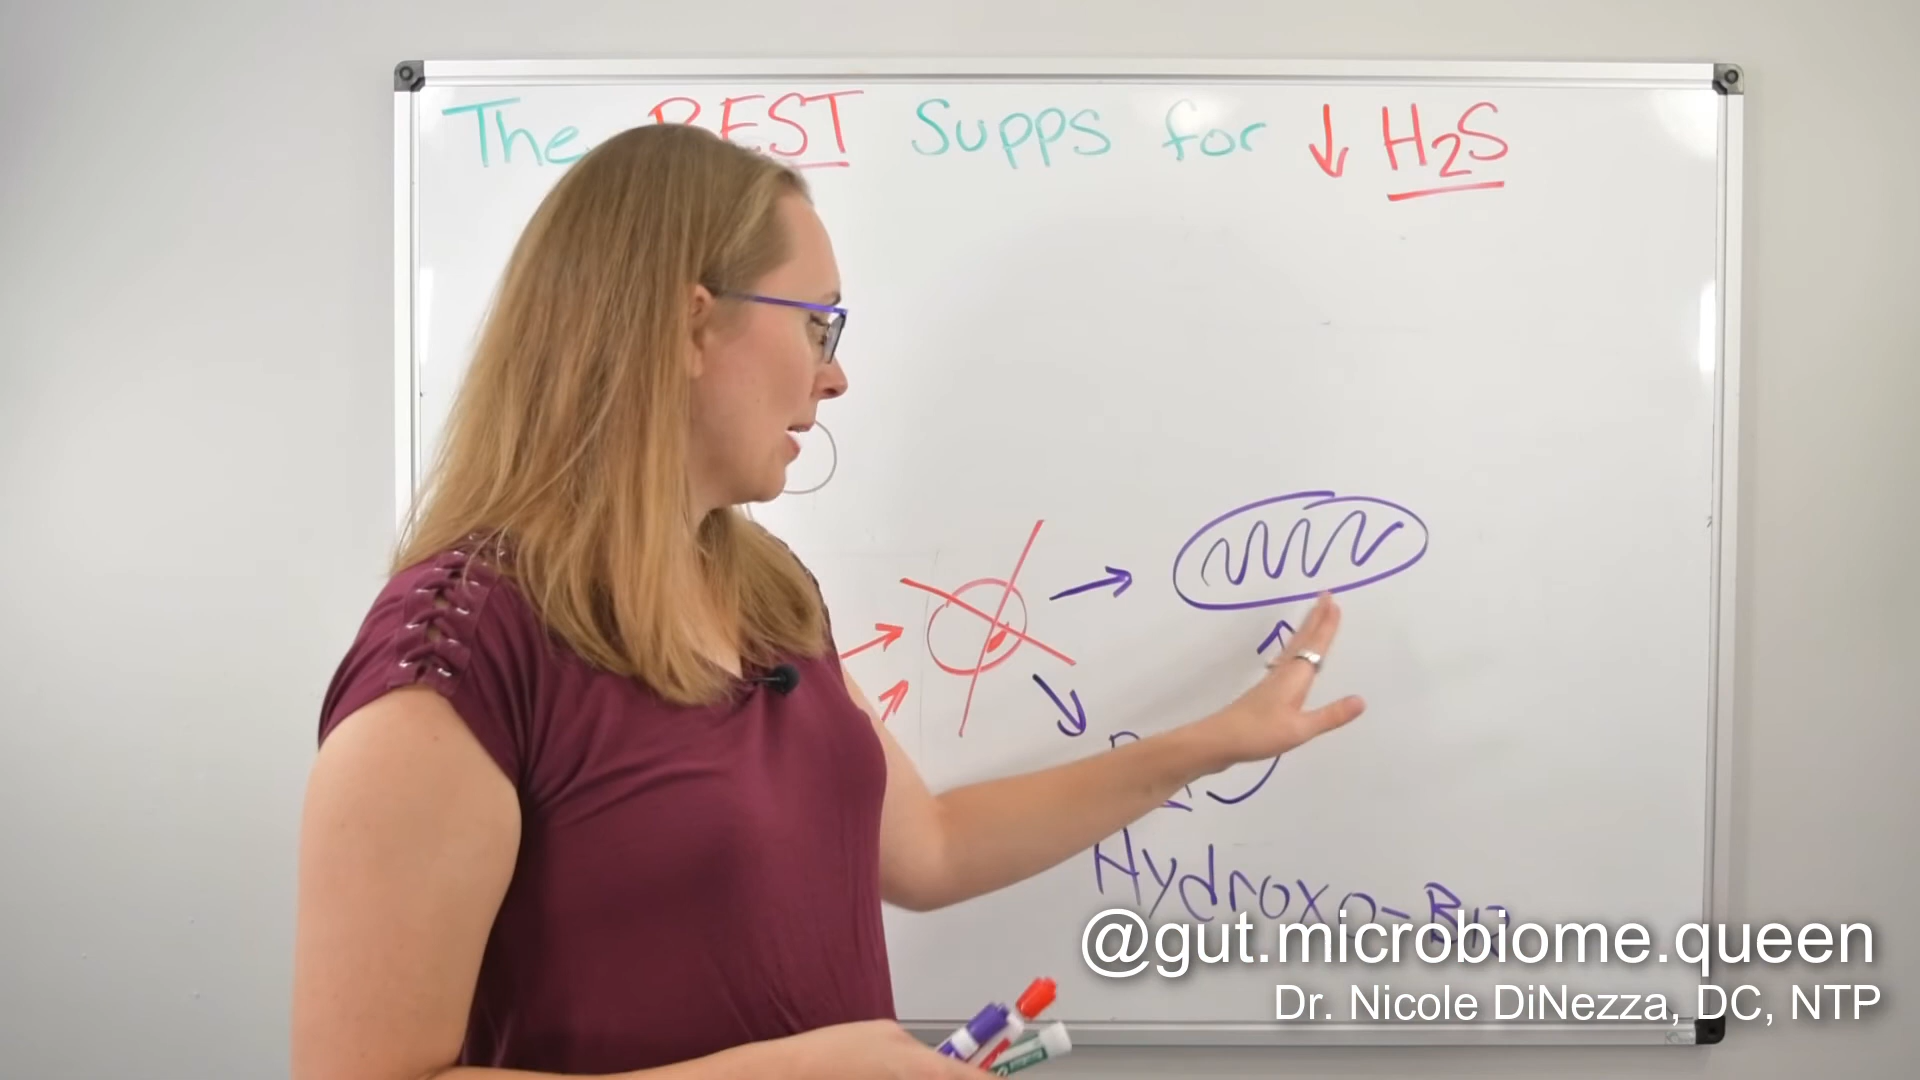 The BEST Supps for ↓ H2S
Hydroxo-B12
@gut.microbiome.queen
Dr. Nicole DiNezza, DC, NTP